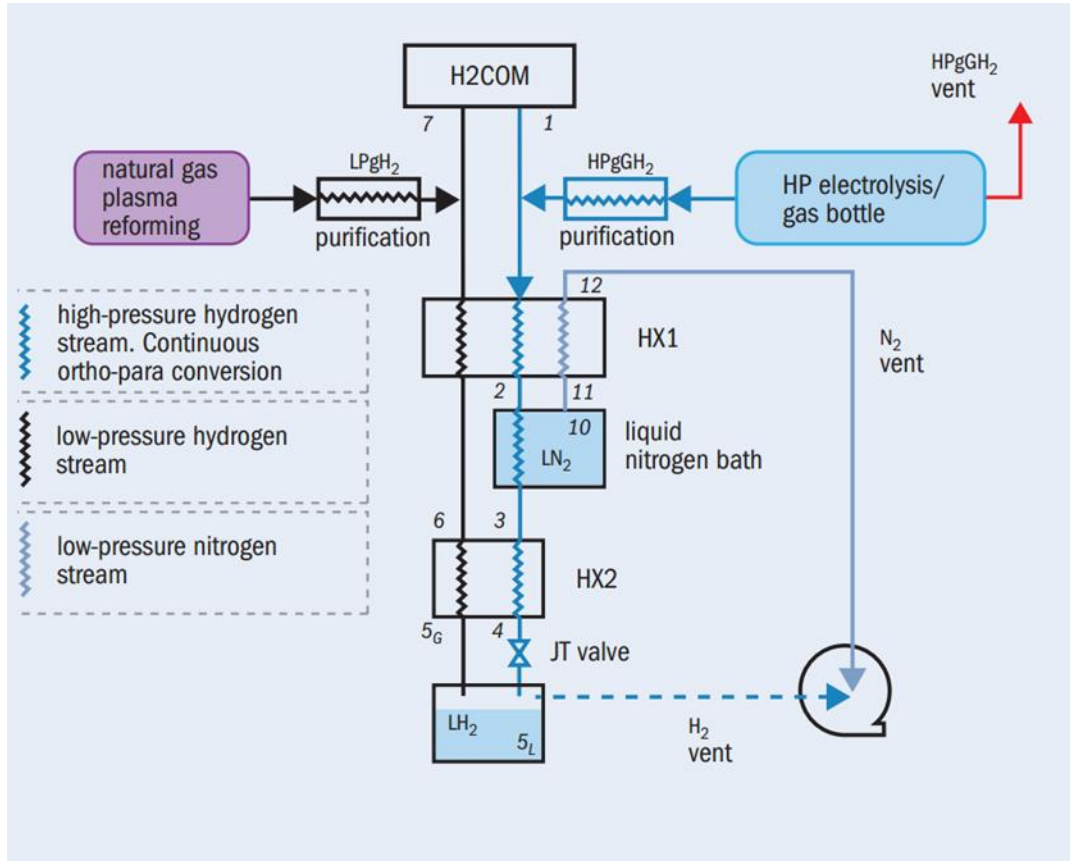 H2COM
HPgGH₂
vent
7
1
natural gas
plasma
reforming
LPgH₂
purification
HPgGH₂
purification
HP electrolysis/
gas bottle
high-pressure hydrogen
stream. Continuous
ortho-para conversion
12
HX1
N₂
vent
2
11
10
LN₂
liquid
nitrogen bath
low-pressure hydrogen
stream
6
3
HX2
low-pressure nitrogen
stream
5G
4
JT valve
LH₂
5L
H₂
vent